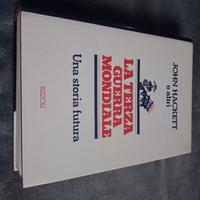 JOHN HACKETT
e altri
LA TERZA
GUERRA
MONDIALE
Una storia futura
RIZZOLI